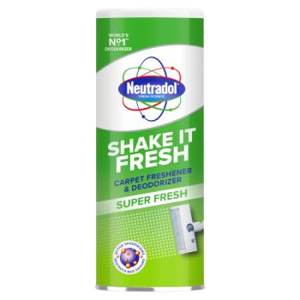 WORLD'S
No1
DEODORIZER
Neutradol
SHAKE IT
FRESH
CARPET FRESHENER
& DEODORIZER
SUPER FRESH